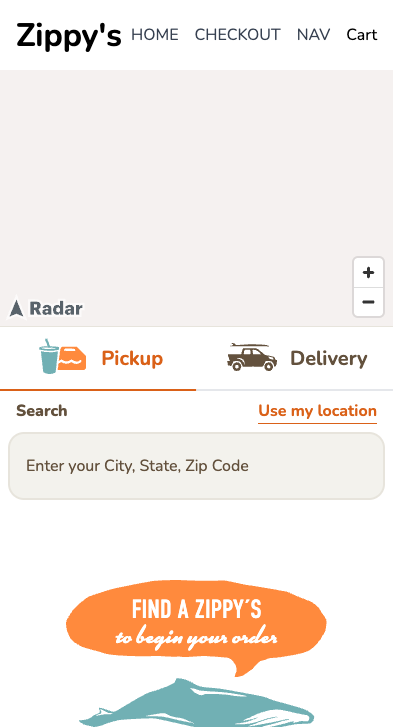 Zippy's HOME CHECKOUT NAV Cart
+
−
Radar
Pickup Delivery
Search Use my location
Enter your City, State, Zip Code
FIND A ZIPPY´S
to begin your order